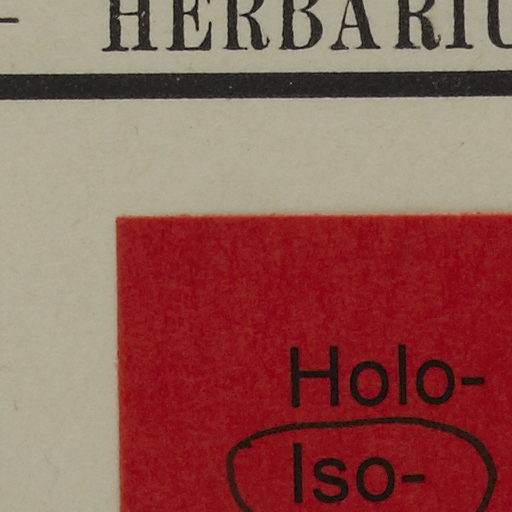 - HERBARIU
Holo-
Iso-